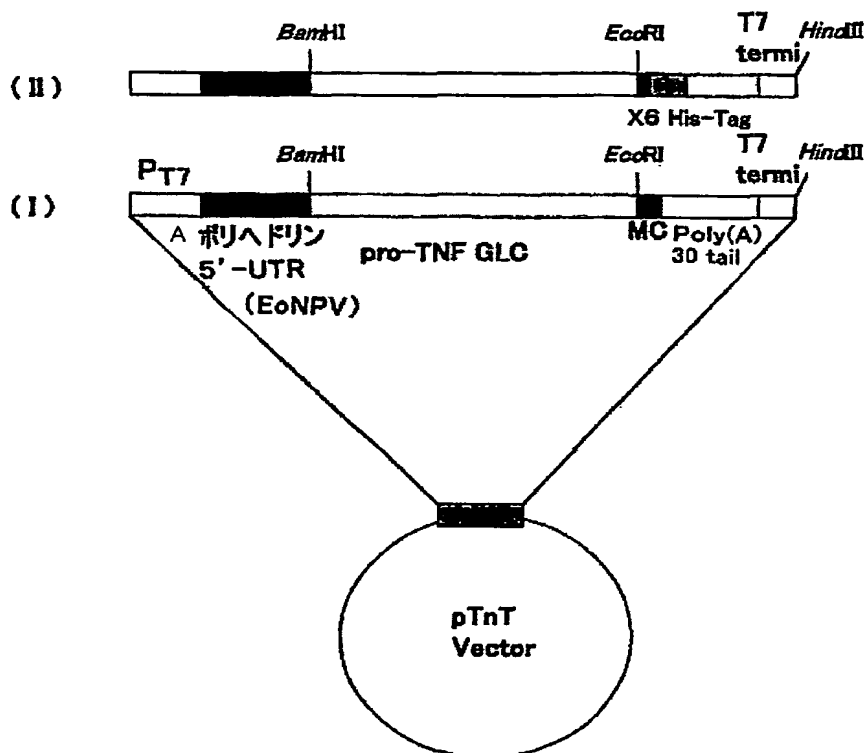 BamHI EcoRI T7 termi HindIII
(II)
X6 His-Tag
PT7 BamHI EcoRI T7 termi HindIII
(I)
A ポリヘドリン 5'-UTR (EoNPV) pro-TNF GLC MC Poly(A) 30 tail
pTnT
Vector